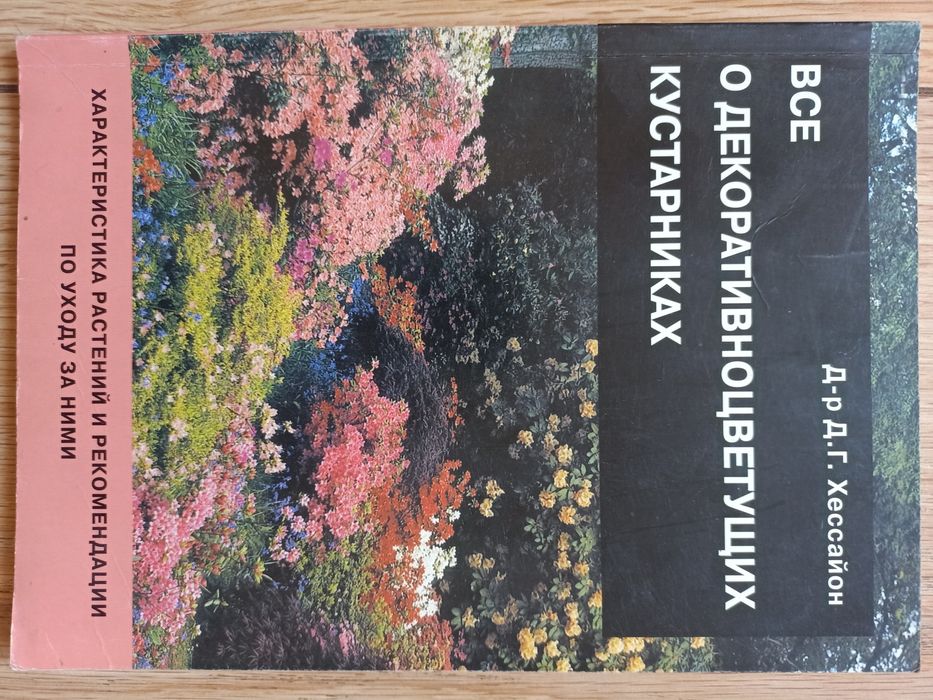 Д-р Д.Г. Хессайон
ВСЕ
О ДЕКОРАТИВНОЦВЕТУЩИХ
КУСТАРНИКАХ
ХАРАКТЕРИСТИКА РАСТЕНИЙ И РЕКОМЕНДАЦИИ
ПО УХОДУ ЗА НИМИ